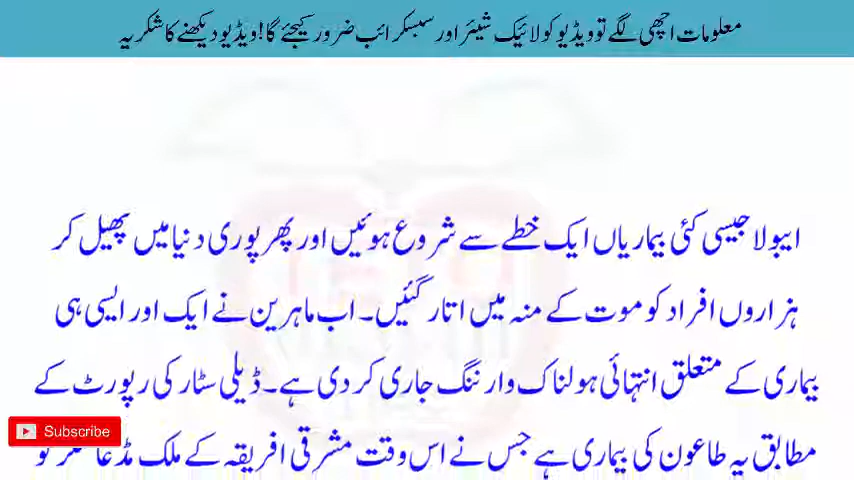 معلومات اچھی لگے تو ویڈیو کو لائیک شیئر اور سبسکرائب ضرور کیجئے گا! ویڈیو دیکھنے کا شکریہ
ایبولا جیسی کئی بیماریاں ایک خطے سے شروع ہوئیں اور پھر پوری دنیا میں پھیل کر
ہزاروں افراد کو موت کے منہ میں اتار گئیں۔ اب ماہرین نے ایک اور ایسی ہی
بیماری کے متعلق انتہائی ہولناک وارننگ جاری کر دی ہے۔ ڈیلی سٹار کی رپورٹ کے
Subscribe
مطابق یہ طاعون کی بیماری ہے جس نے اس وقت مشرقی افریقہ کے ملک مڈغاسکر کو